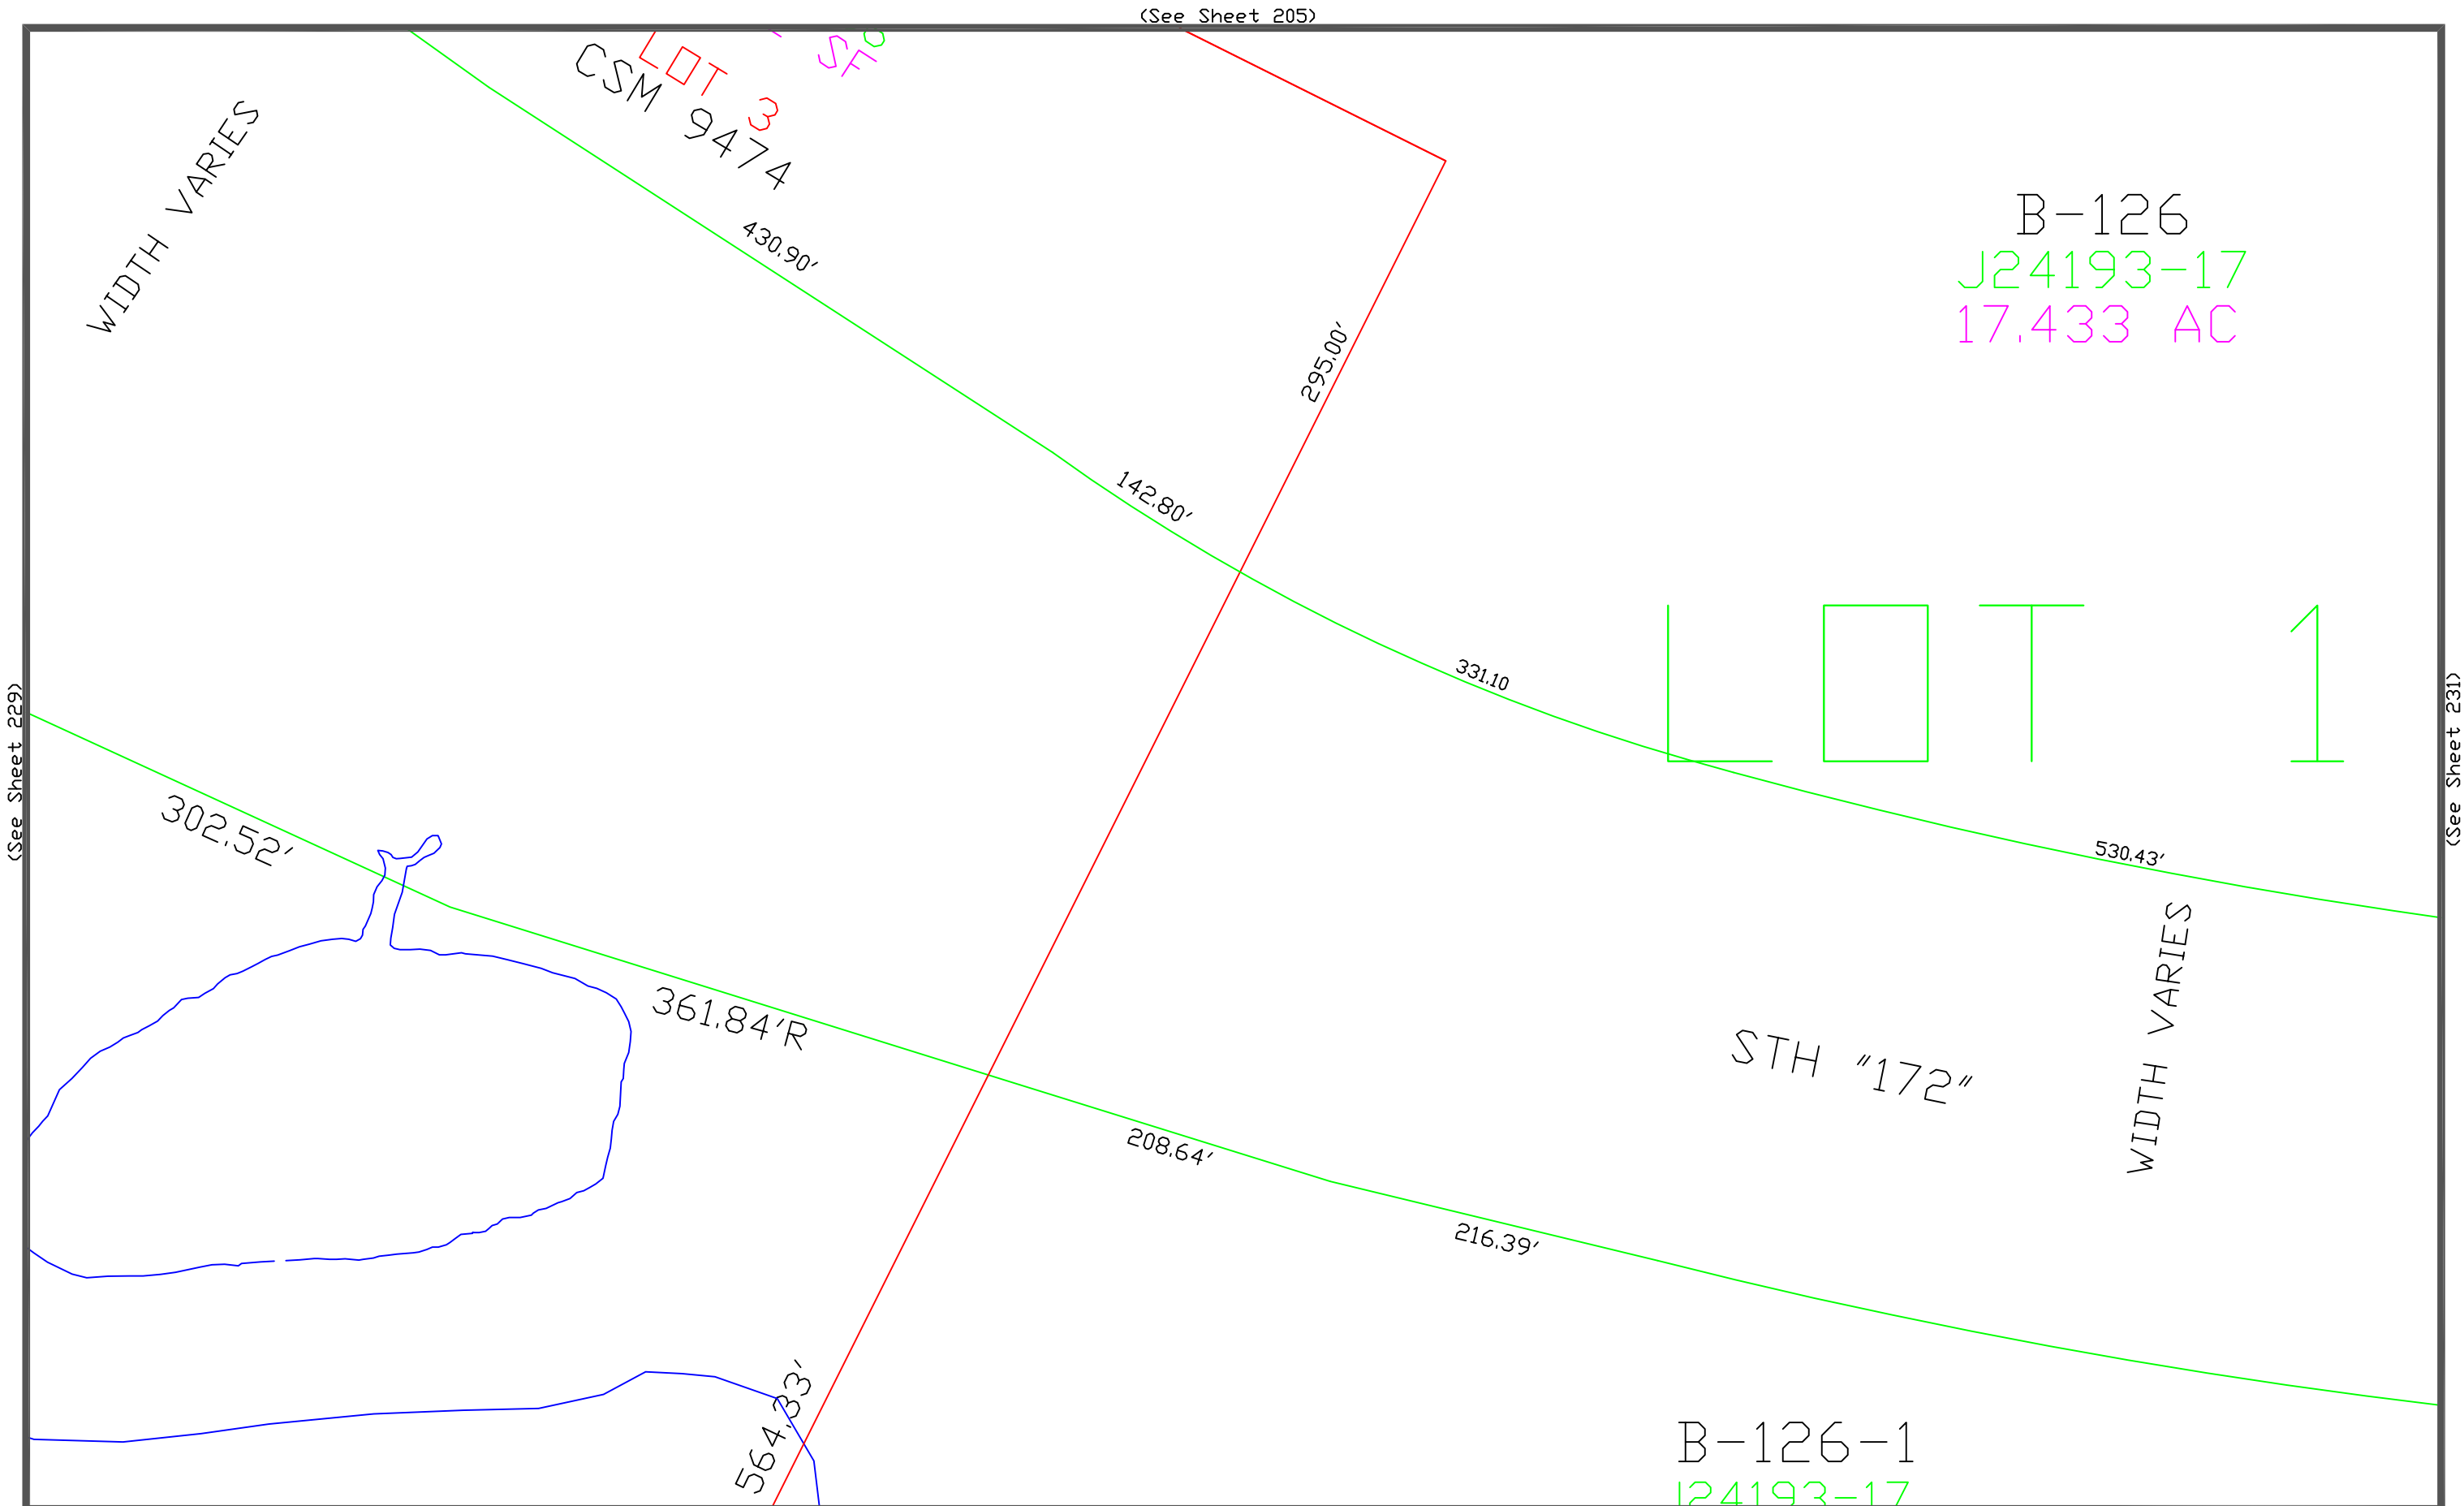 (See Sheet 205)
LOT 3
SF
CSM 9474
WIDTH VARIES
B-126
J24193-17
17.433 AC
430.90'
295.00'
142.80'
LOT 1
331.10
(See Sheet 229)
(See Sheet 231)
302.52'
530.43'
WIDTH VARIES
361.84'R
STH "172"
208.64'
216.39'
564.33'
B-126-1
J24193-17